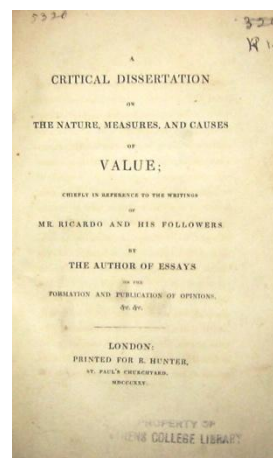 5320
A
CRITICAL DISSERTATION
ON
THE NATURE, MEASURES, AND CAUSES
OF
VALUE;
CHIEFLY IN REFERENCE TO THE WRITINGS
OF
MR. RICARDO AND HIS FOLLOWERS.
BY
THE AUTHOR OF ESSAYS
ON THE
FORMATION AND PUBLICATION OF OPINIONS,
&c. &c.
LONDON:
PRINTED FOR R. HUNTER,
ST. PAUL'S CHURCHYARD.
MDCCCXXV.
PROPERTY OF
COLLEGE LIBRARY